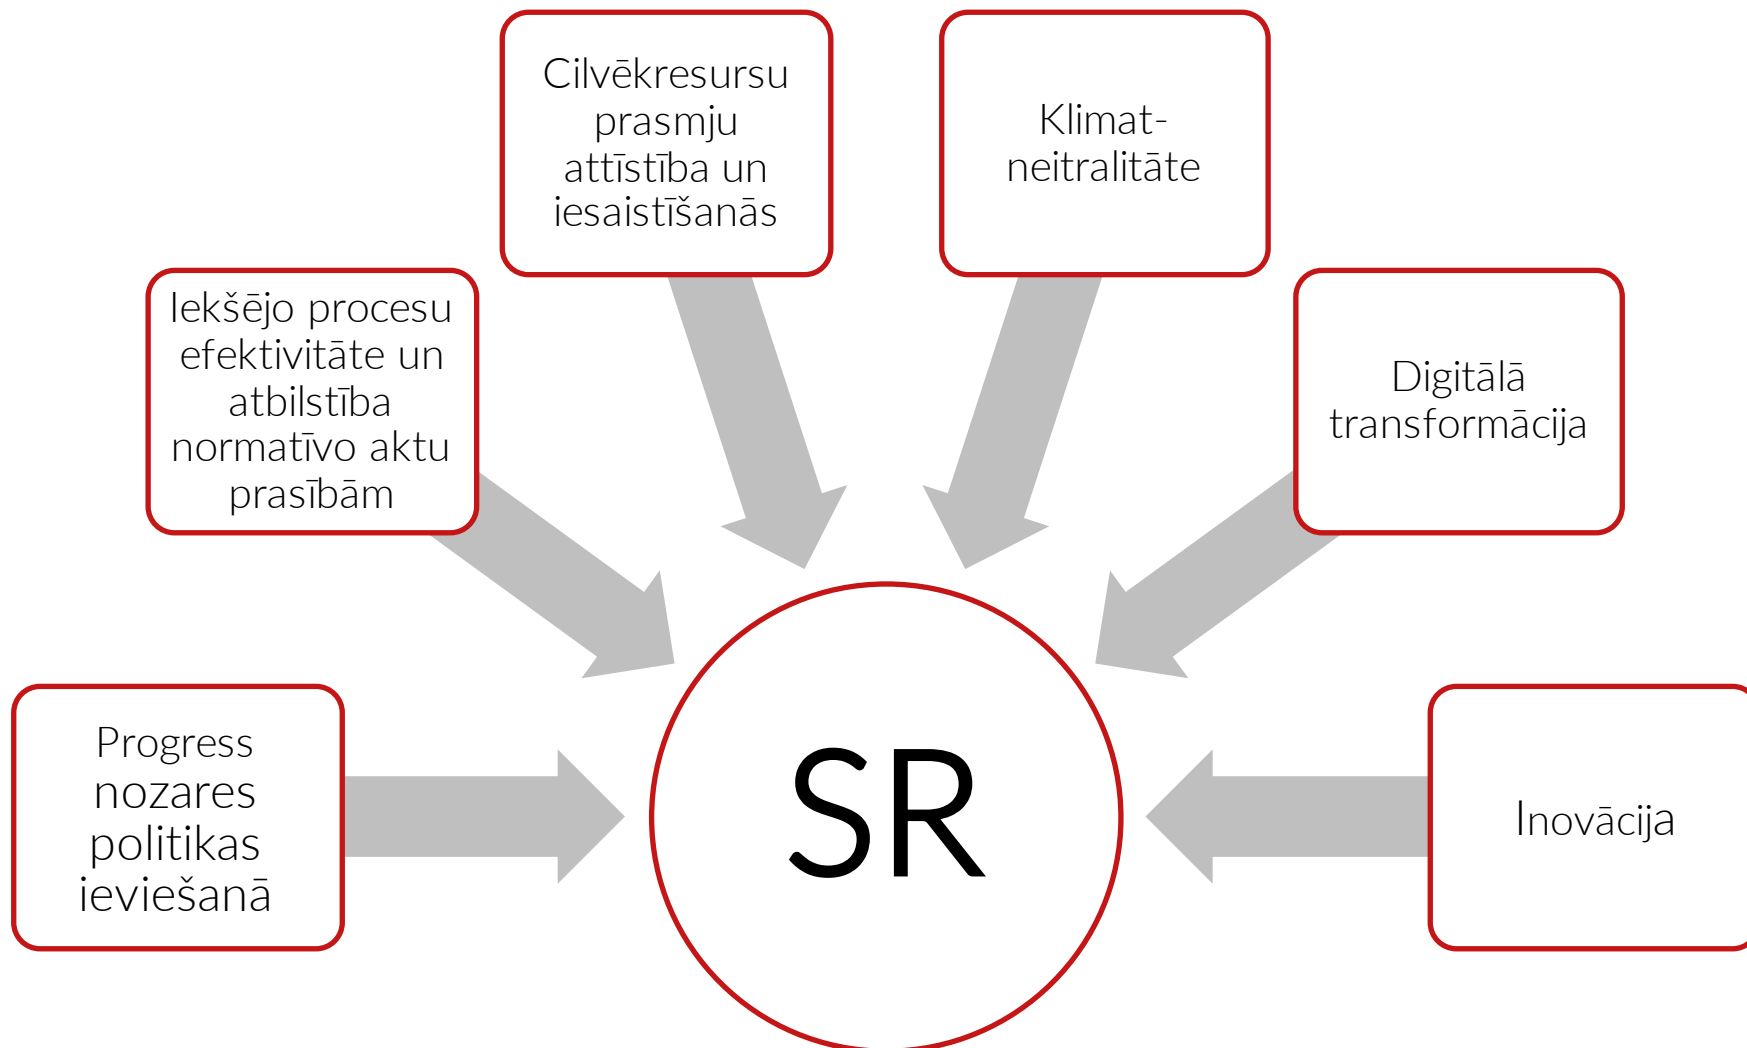 Cilvēkresursu
prasmju
attīstība un
iesaistīšanās
Klimat-
neitralitāte
Iekšējo procesu
efektivitāte un
atbilstība
normatīvo aktu
prasībām
Digitālā
transformācija
Progress
nozares
politikas
ieviešanā
SR
Inovācija